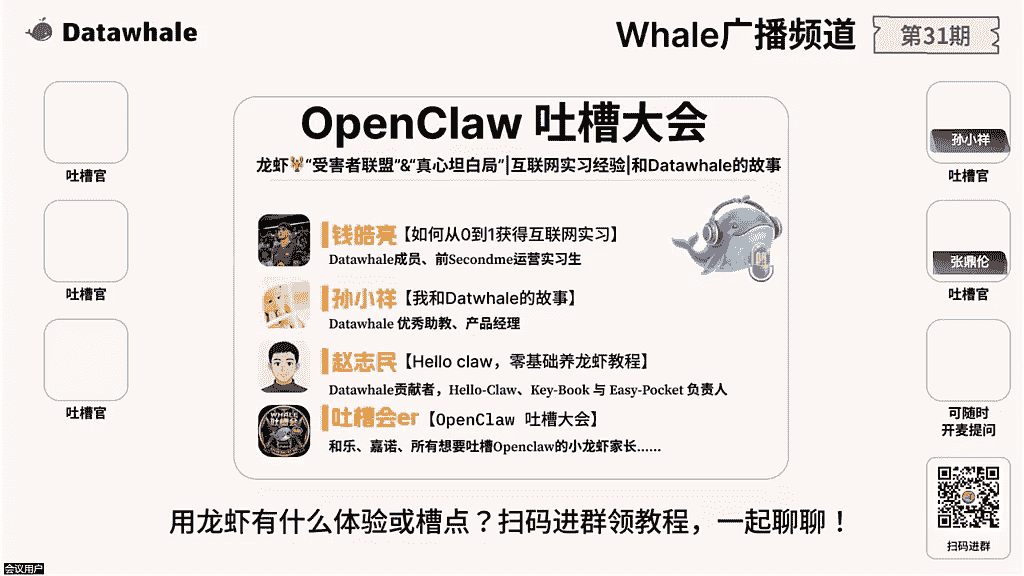 Datawhale
Whale广播频道 第31期
OpenClaw 吐槽大会
龙虾🦞“受害者联盟”&“真心坦白局”|互联网实习经验|和Datawhale的故事
钱皓亮【如何从0到1获得互联网实习】
Datawhale成员、前Secondme运营实习生
孙小祥【我和Datwhale的故事】
Datawhale 优秀助教、产品经理
赵志民【Hello claw，零基础养龙虾教程】
Datawhale贡献者，Hello-Claw、Key-Book 与 Easy-Pocket 负责人
吐槽会er【OpenClaw 吐槽大会】
和乐、嘉诺、所有想要吐槽Openclaw的小龙虾家长......
吐槽官
吐槽官
吐槽官
孙小祥
吐槽官
张鼎伦
吐槽官
可随时
开麦提问
扫码进群
用龙虾有什么体验或槽点？扫码进群领教程，一起聊聊！
会议用户